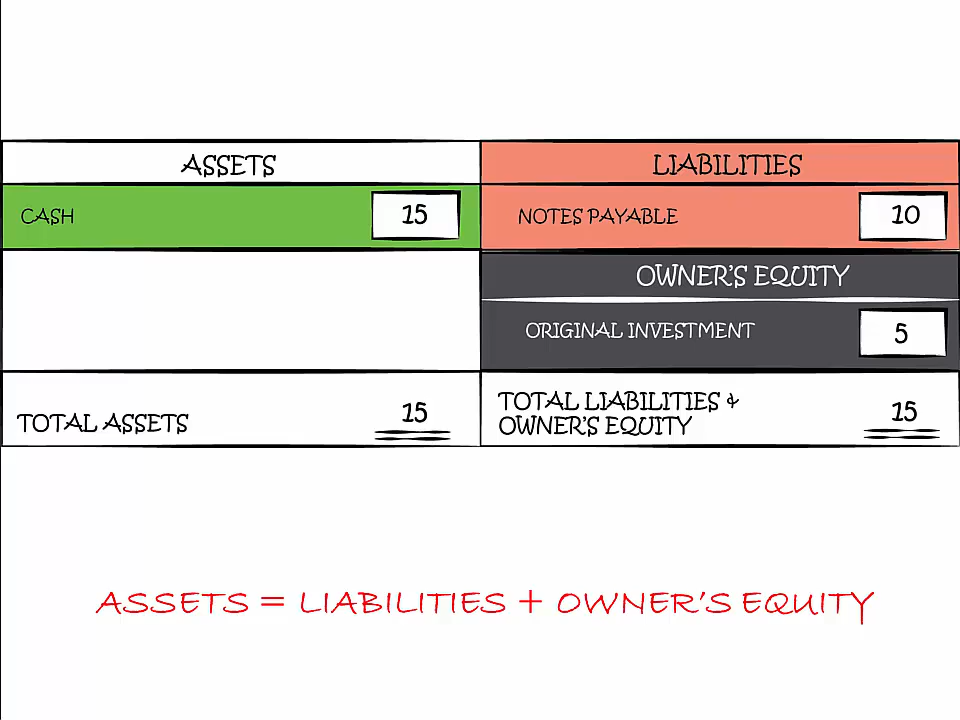 ASSETS
LIABILITIES
CASH 15
NOTES PAYABLE 10
OWNER'S EQUITY
ORIGINAL INVESTMENT 5
TOTAL ASSETS 15
TOTAL LIABILITIES &
OWNER'S EQUITY 15
ASSETS = LIABILITIES + OWNER'S EQUITY